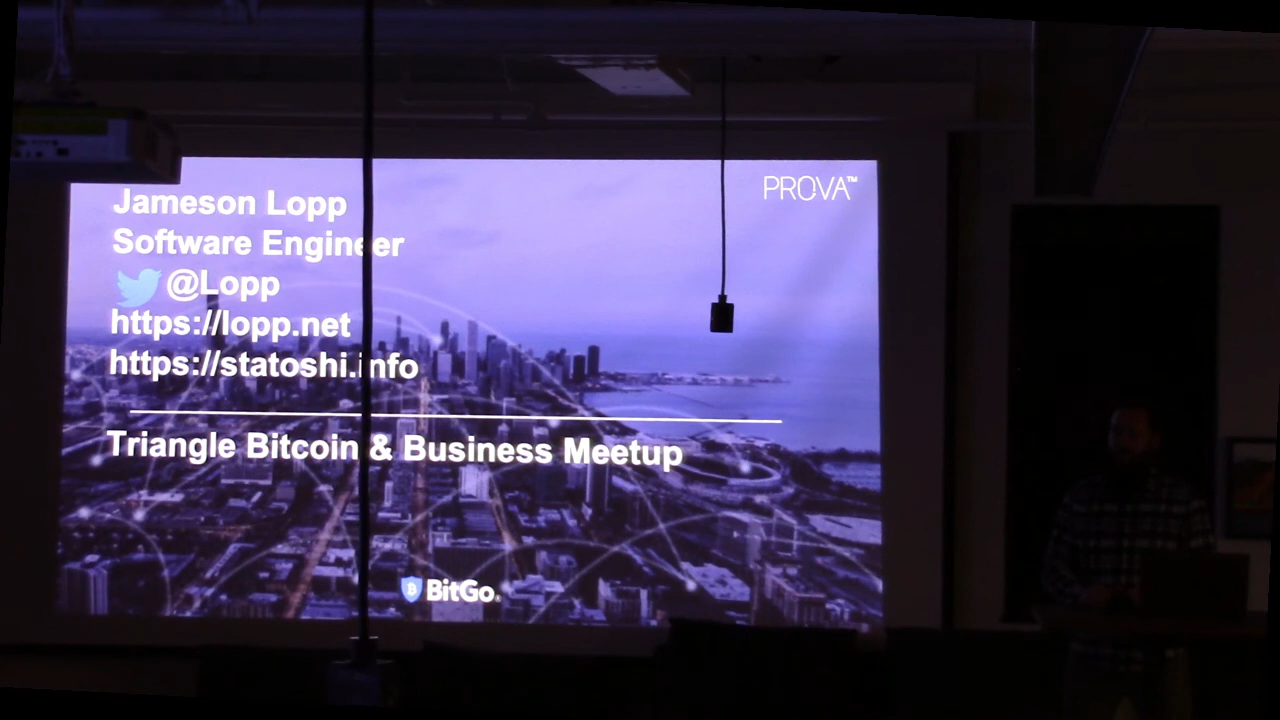 PROVA™
Jameson Lopp
Software Engineer
@Lopp
https://lopp.net
https://statoshi.info
Triangle Bitcoin & Business Meetup
BitGo